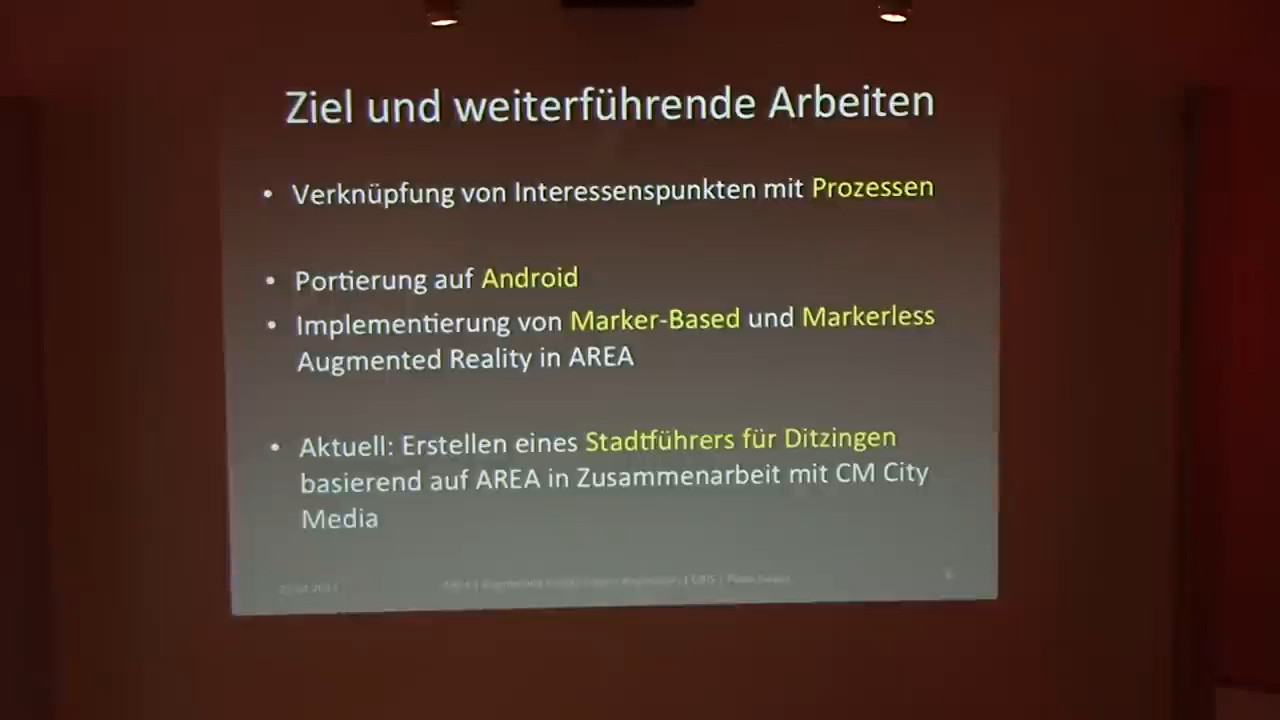 Ziel und weiterführende Arbeiten
• Verknüpfung von Interessenspunkten mit Prozessen
• Portierung auf Android
• Implementierung von Marker-Based und Markerless
Augmented Reality in AREA
• Aktuell: Erstellen eines Stadtführers für Ditzingen
basierend auf AREA in Zusammenarbeit mit CM City
Media